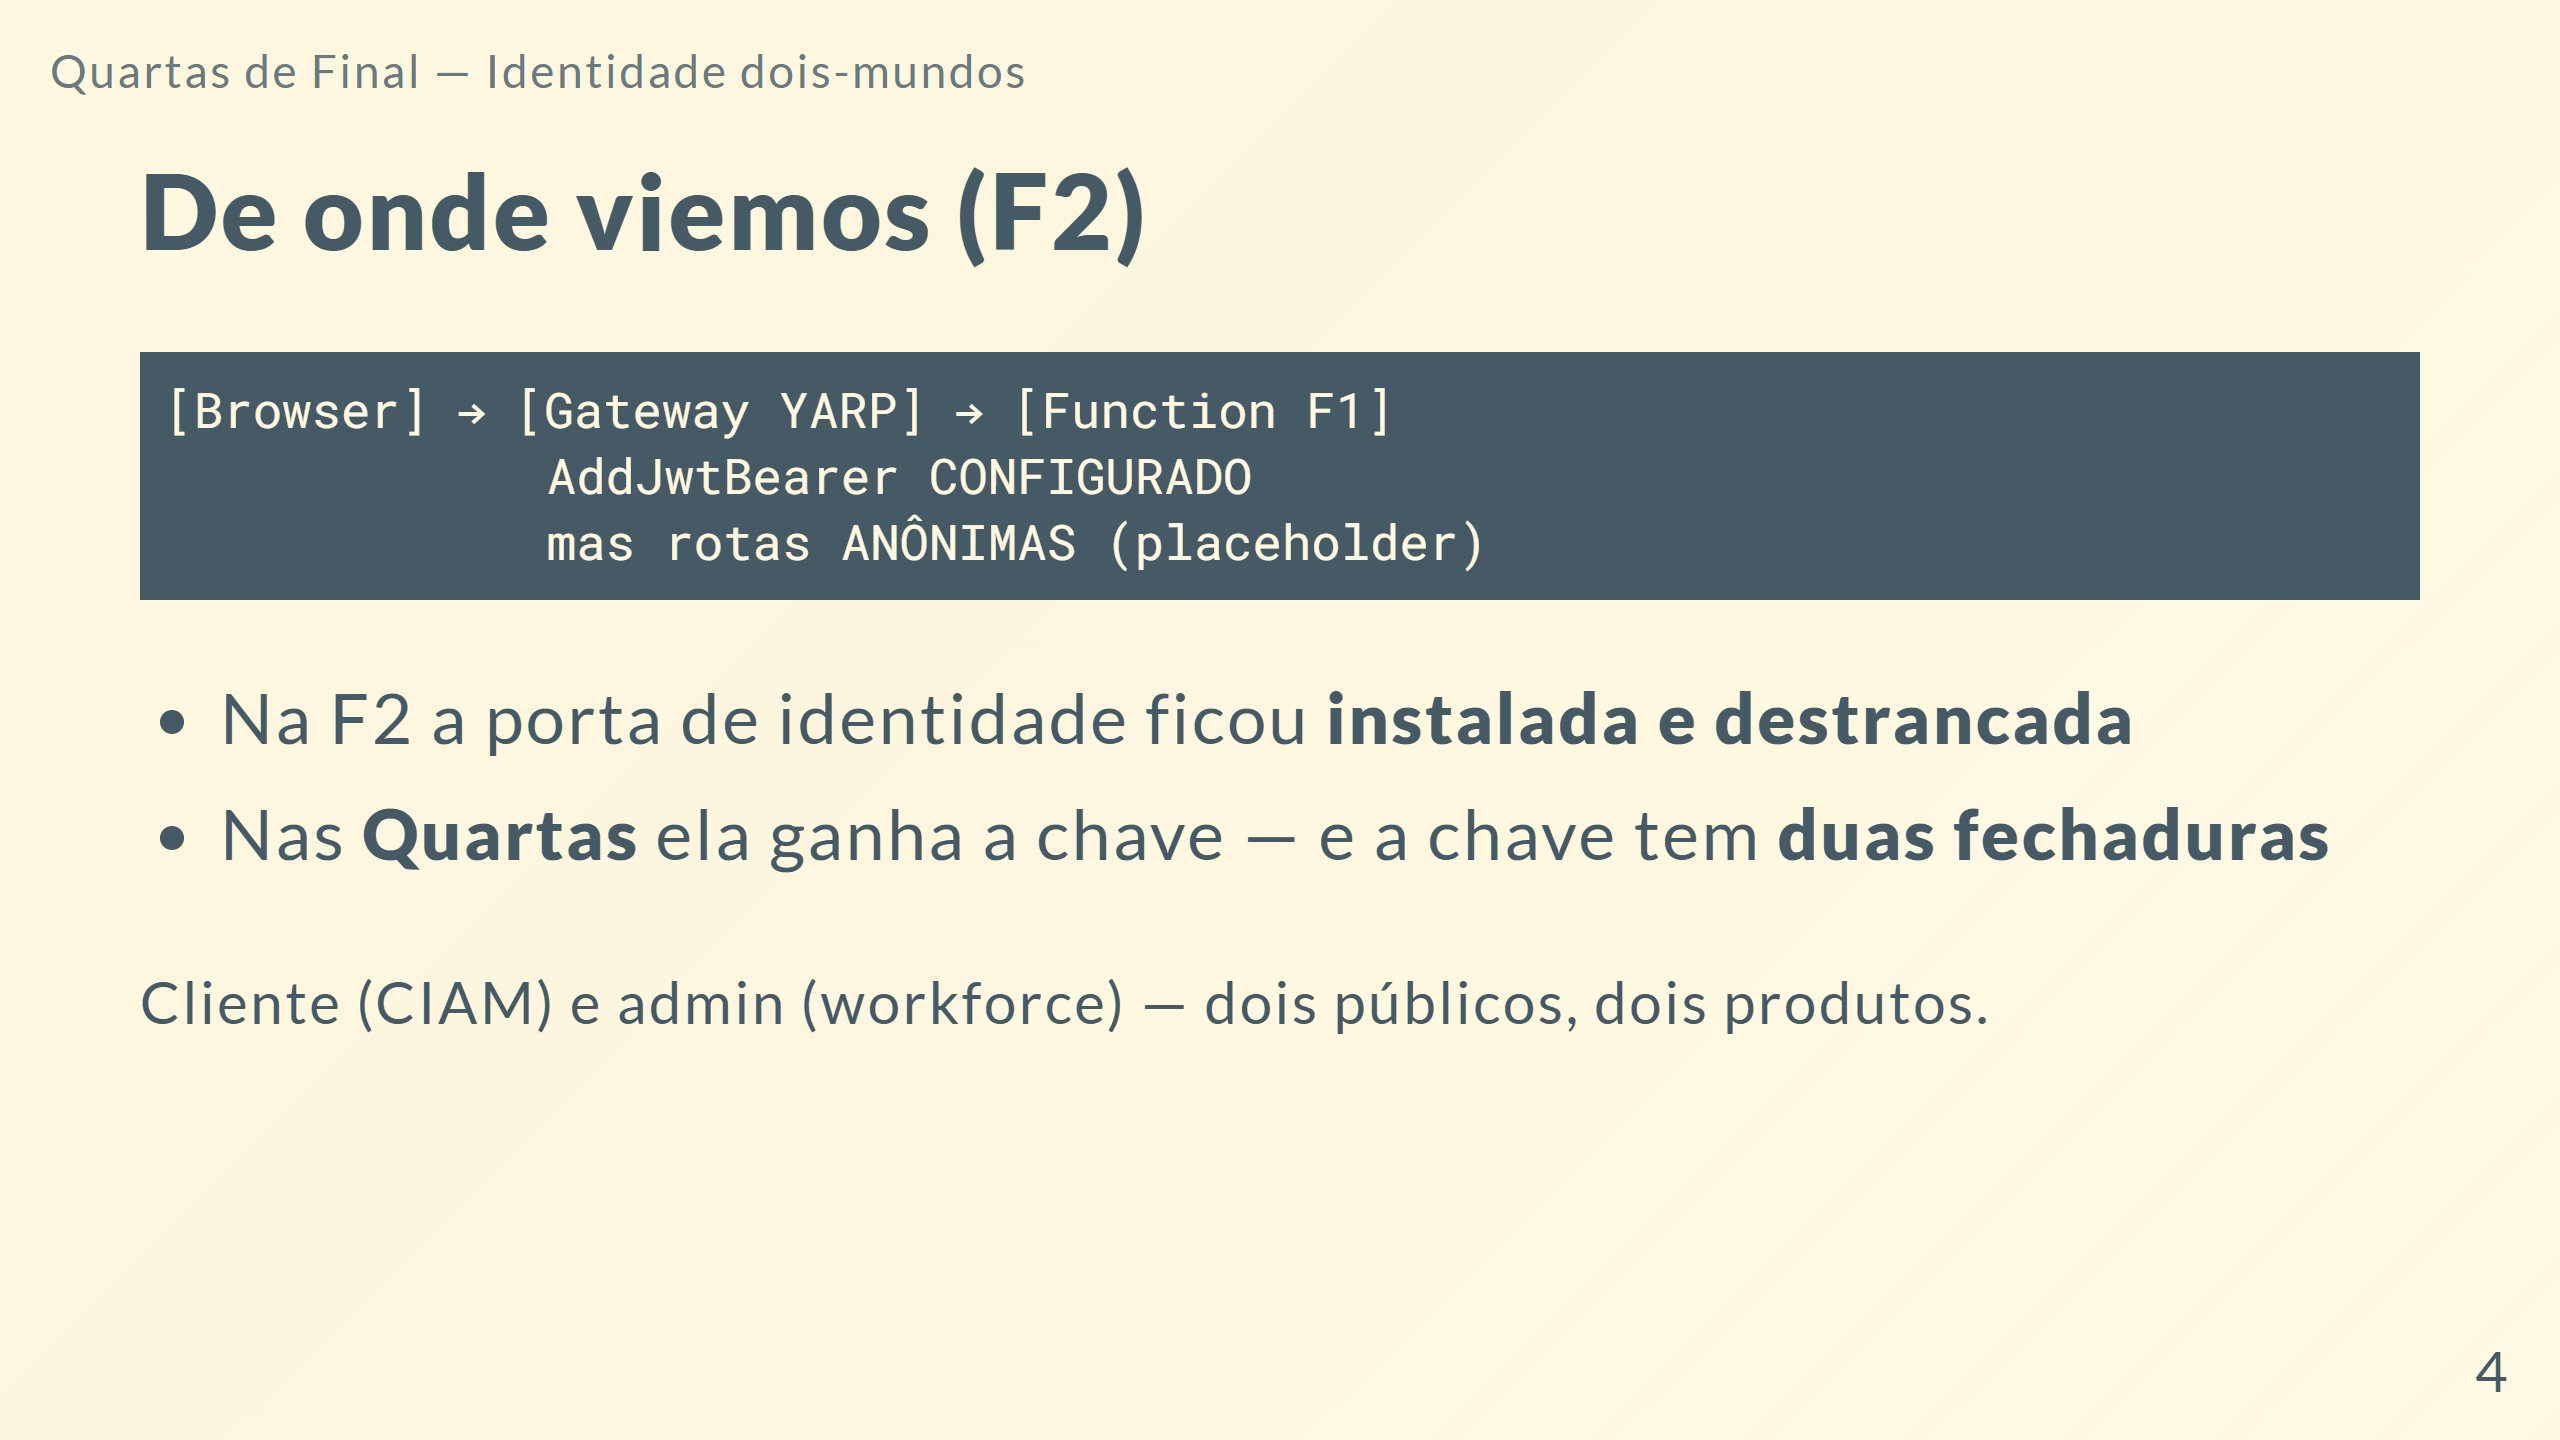 Quartas de Final — Identidade dois-mundos
De onde viemos (F2)
[Browser] → [Gateway YARP] → [Function F1]
AddJwtBearer CONFIGURADO
mas rotas ANÔNIMAS (placeholder)
• Na F2 a porta de identidade ficou instalada e destrancada
• Nas Quartas ela ganha a chave — e a chave tem duas fechaduras
Cliente (CIAM) e admin (workforce) — dois públicos, dois produtos.
4